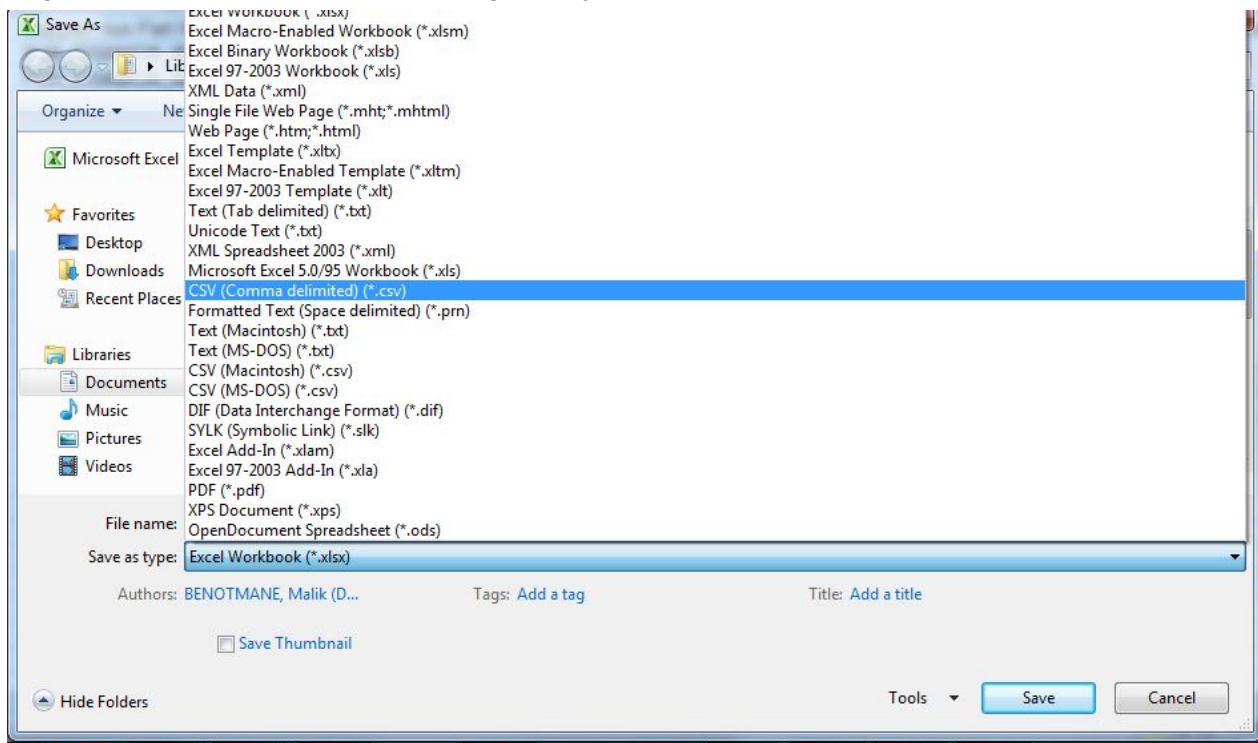 Save As
Excel Workbook (*.xlsx)
Excel Macro-Enabled Workbook (*.xlsm)
Excel Binary Workbook (*.xlsb)
Lib
Excel 97-2003 Workbook (*.xls)
XML Data (*.xml)
Organize
Ne
Single File Web Page (*.mht;*.mhtml)
Web Page (*.htm;*.html)
Microsoft Excel
Excel Template (*.xltx)
Excel Macro-Enabled Template (*.xltm)
Excel 97-2003 Template (*.xlt)
Favorites
Text (Tab delimited) (*.txt)
Unicode Text (*.txt)
Desktop
XML Spreadsheet 2003 (*.xml)
Downloads
Microsoft Excel 5.0/95 Workbook (*.xls)
Recent Places
CSV (Comma delimited) (*.csv)
Formatted Text (Space delimited) (*.prn)
Text (Macintosh) (*.txt)
Libraries
Text (MS-DOS) (*.txt)
CSV (Macintosh) (*.csv)
Documents
CSV (MS-DOS) (*.csv)
Music
DIF (Data Interchange Format) (*.dif)
SYLK (Symbolic Link) (*.slk)
Pictures
Excel Add-In (*.xlam)
Videos
Excel 97-2003 Add-In (*.xla)
PDF (*.pdf)
XPS Document (*.xps)
File name:
OpenDocument Spreadsheet (*.ods)
Save as type: Excel Workbook (*.xlsx)
Authors: BENOTMANE, Malik (D... Tags: Add a tag Title: Add a title
Save Thumbnail
Hide Folders Tools Save Cancel